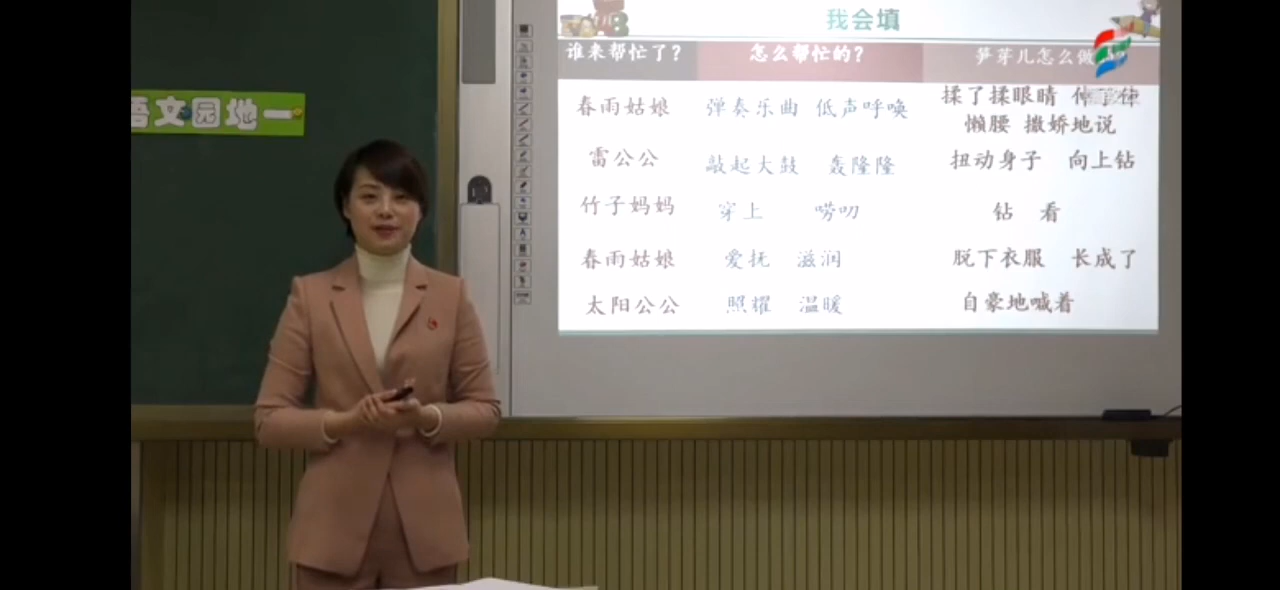 语文园地一
我会填
谁来帮忙了？ 怎么帮忙的？ 笋芽儿怎么做
春雨姑娘 弹奏乐曲 低声呼唤 揉了揉眼睛 伸了伸
懒腰 撒娇地说
雷公公 敲起大鼓 轰隆隆 扭动身子 向上钻
竹子妈妈 穿上 唠叨 钻 看
春雨姑娘 爱抚 滋润 脱下衣服 长成了
太阳公公 照耀 温暖 自豪地喊着